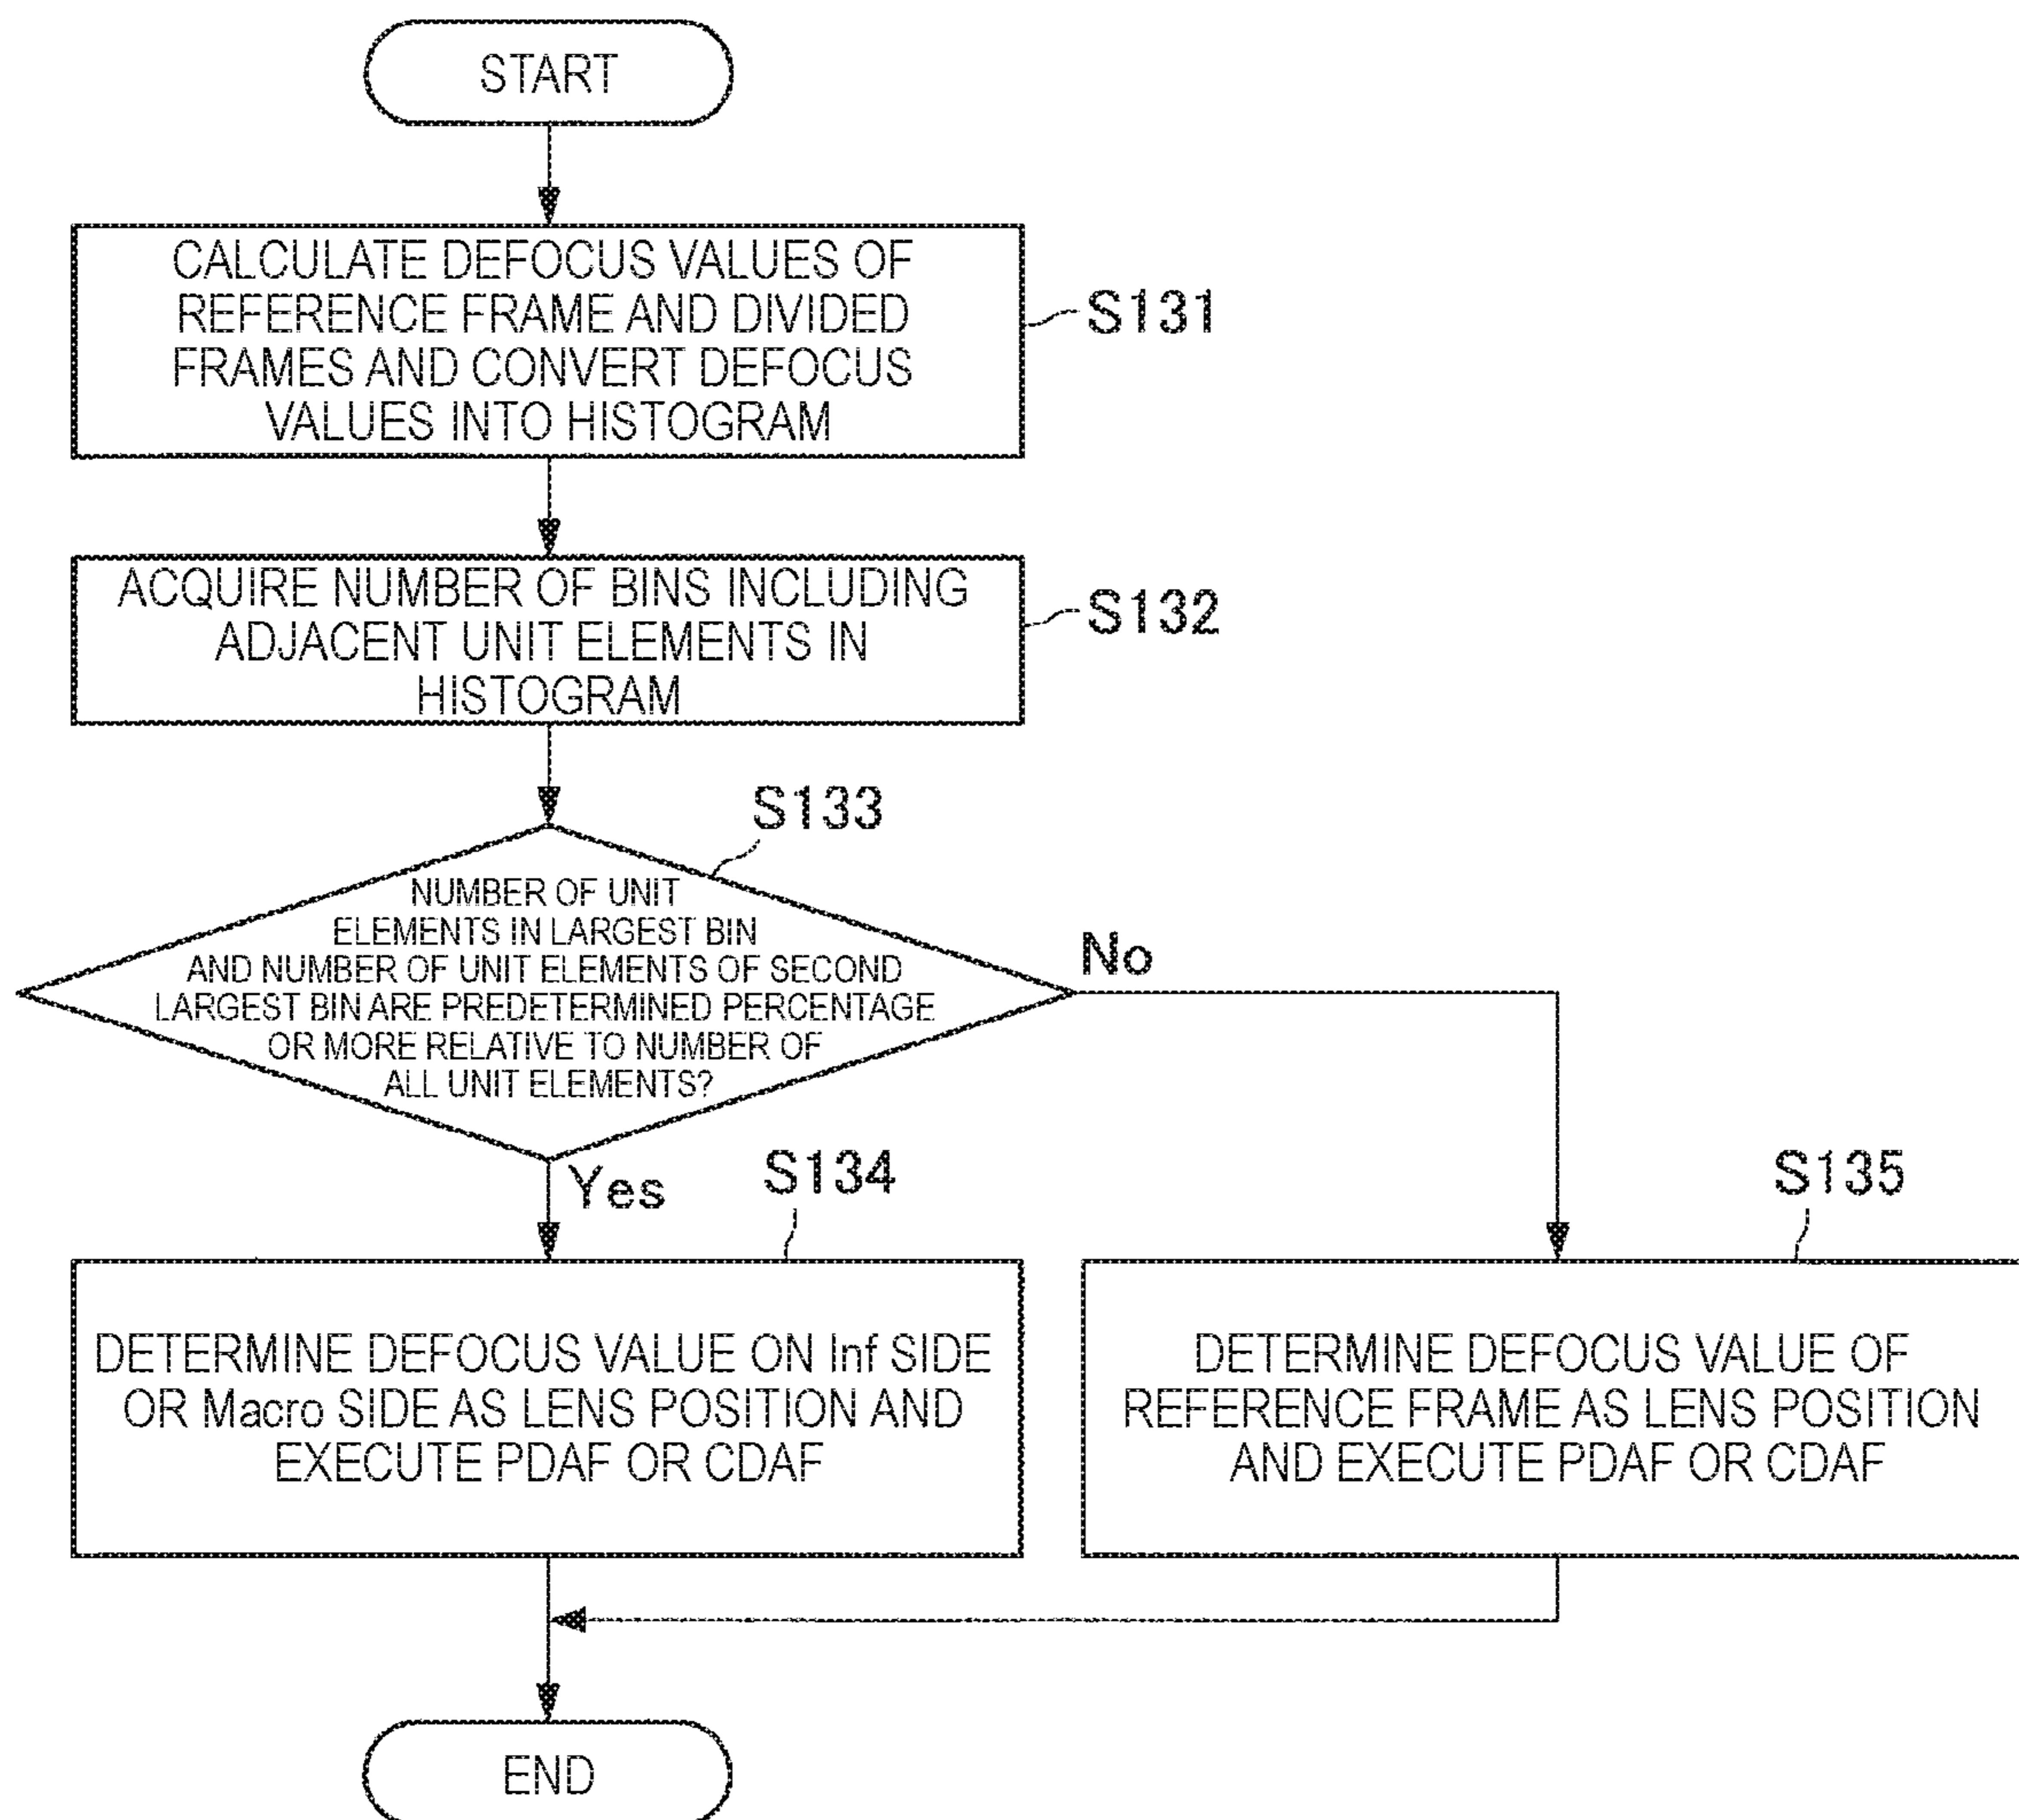 START
CALCULATE DEFOCUS VALUES OF
REFERENCE FRAME AND DIVIDED
FRAMES AND CONVERT DEFOCUS
VALUES INTO HISTOGRAM
S131
ACQUIRE NUMBER OF BINS INCLUDING
ADJACENT UNIT ELEMENTS IN
HISTOGRAM
S132
S133
NUMBER OF UNIT
ELEMENTS IN LARGEST BIN
AND NUMBER OF UNIT ELEMENTS OF SECOND
LARGEST BIN ARE PREDETERMINED PERCENTAGE
OR MORE RELATIVE TO NUMBER OF
ALL UNIT ELEMENTS?
No
Yes
S134
DETERMINE DEFOCUS VALUE ON Inf SIDE
OR Macro SIDE AS LENS POSITION AND
EXECUTE PDAF OR CDAF
S135
DETERMINE DEFOCUS VALUE OF
REFERENCE FRAME AS LENS POSITION
AND EXECUTE PDAF OR CDAF
END